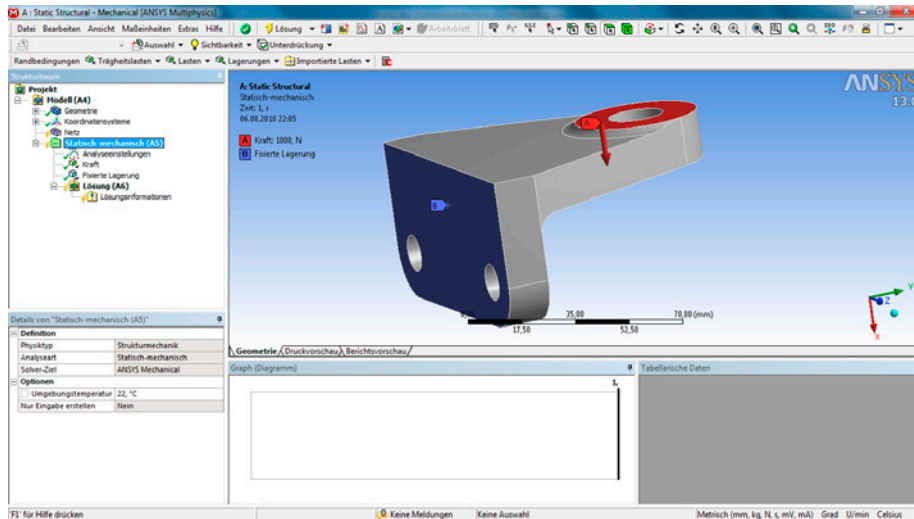 A : Static Structural - Mechanical [ANSYS Multiphysics]
Datei Bearbeiten Ansicht Maßeinheiten Extras Hilfe Lösung Arbeitsblatt
Auswahl Sichtbarkeit Unterdrückung
Randbedingungen Trägheitslasten Lasten Lagerungen Importierte Lasten
Strukturbaum
Projekt
Modell (A4)
Geometrie
Koordinatensysteme
Netz
Statisch-mechanisch (A5)
Analyseeinstellungen
Kraft
Fixierte Lagerung
Lösung (A6)
Lösungsinformationen
A: Static Structural
Statisch-mechanisch
Zeit: 1, s
06.08.2010 22:05
A Kraft: 1000, N
B Fixierte Lagerung
ANSYS
13.0
A
B
0,00 35,00 70,00 (mm)
17,50 52,50
Y
Z
X
Geometrie Druckvorschau Berichtsvorschau
Details von "Statisch-mechanisch (A5)"
Definition
Physiktyp Strukturmechanik
Analyseart Statisch-mechanisch
Solver-Ziel ANSYS Mechanical
Optionen
Umgebungstemperatur 22, °C
Nur Eingabe erstellen Nein
Graph (Diagramm)
1,
Tabellarische Daten
'F1' für Hilfe drücken 0 Keine Meldungen Keine Auswahl Metrisch (mm, kg, N, s, mV, mA) Grad U/min Celsius